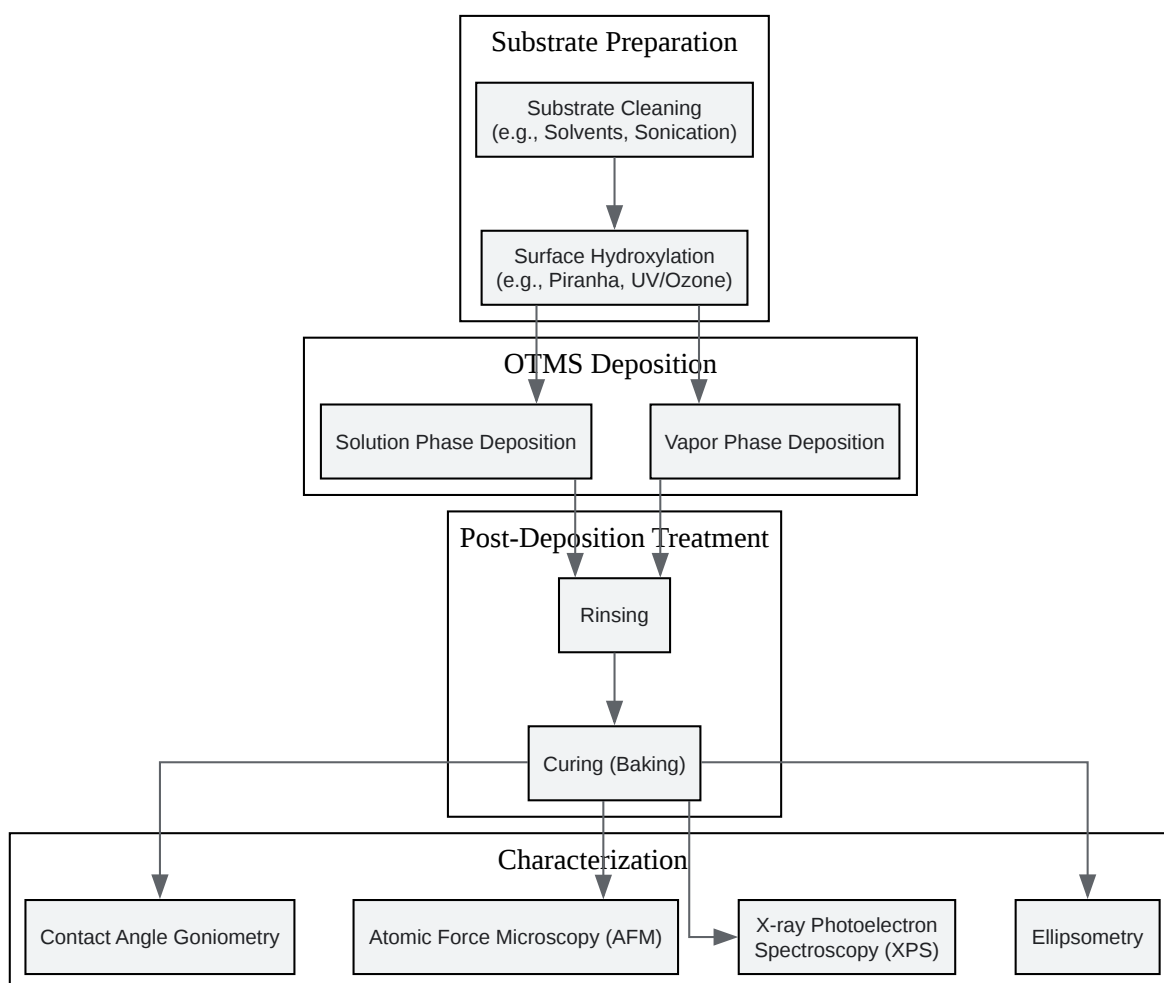 Substrate Preparation
Substrate Cleaning
(e.g., Solvents, Sonication)
Surface Hydroxylation
(e.g., Piranha, UV/Ozone)
OTMS Deposition
Solution Phase Deposition
Vapor Phase Deposition
Post-Deposition Treatment
Rinsing
Curing (Baking)
Characterization
Contact Angle Goniometry
Atomic Force Microscopy (AFM)
X-ray Photoelectron
Spectroscopy (XPS)
Ellipsometry